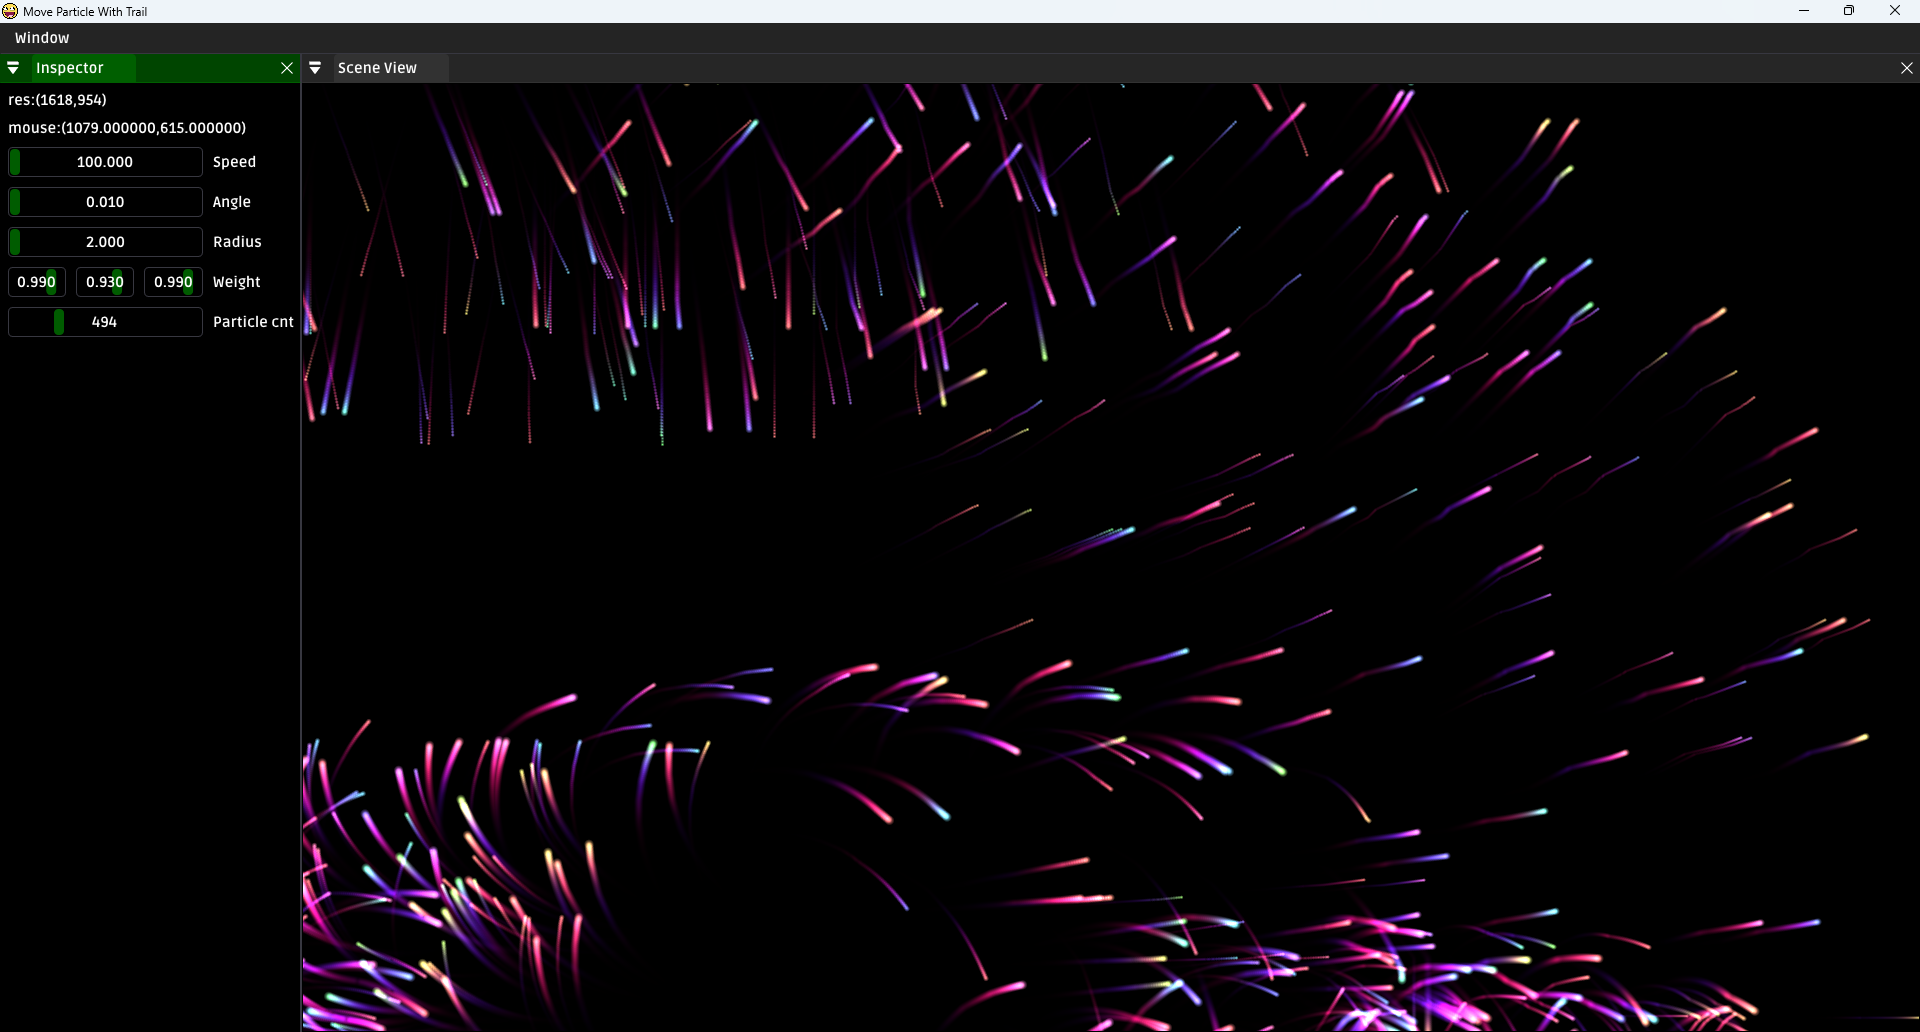 Move Particle With Trail
Window
Inspector
Scene View
res:(1618,954)
mouse:(1079.000000,615.000000)
100.000 Speed
0.010 Angle
2.000 Radius
0.990 0.930 0.990 Weight
494 Particle cnt